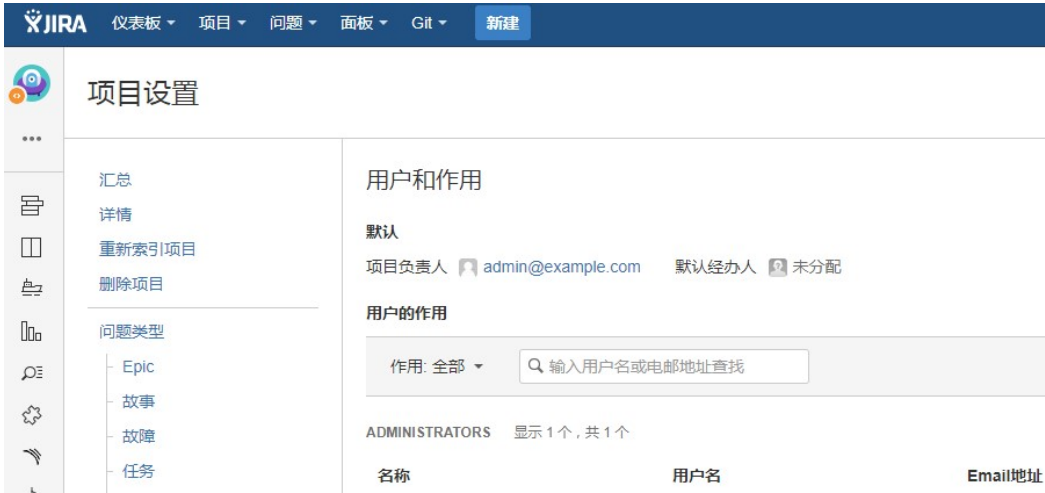 JIRA 仪表板 项目 问题 面板 Git 新建
项目设置
汇总
详情
重新索引项目
删除项目
问题类型
Epic
故事
故障
任务
用户和作用
默认
项目负责人 admin@example.com 默认经办人 未分配
用户的作用
作用: 全部 输入用户名或电邮地址查找
ADMINISTRATORS 显示1个,共1个
名称 用户名 Email地址